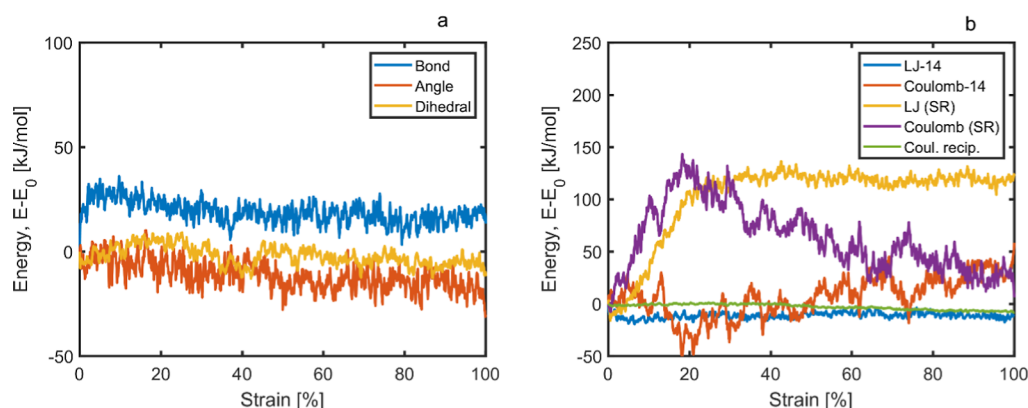 a
100
50
0
-50
0
20
40
60
80
100
Energy, E-E0 [kJ/mol]
Strain [%]
Bond
Angle
Dihedral
b
250
200
150
100
50
0
-50
0
20
40
60
80
100
Energy, E-E0 [kJ/mol]
Strain [%]
LJ-14
Coulomb-14
LJ (SR)
Coulomb (SR)
Coul. recip.